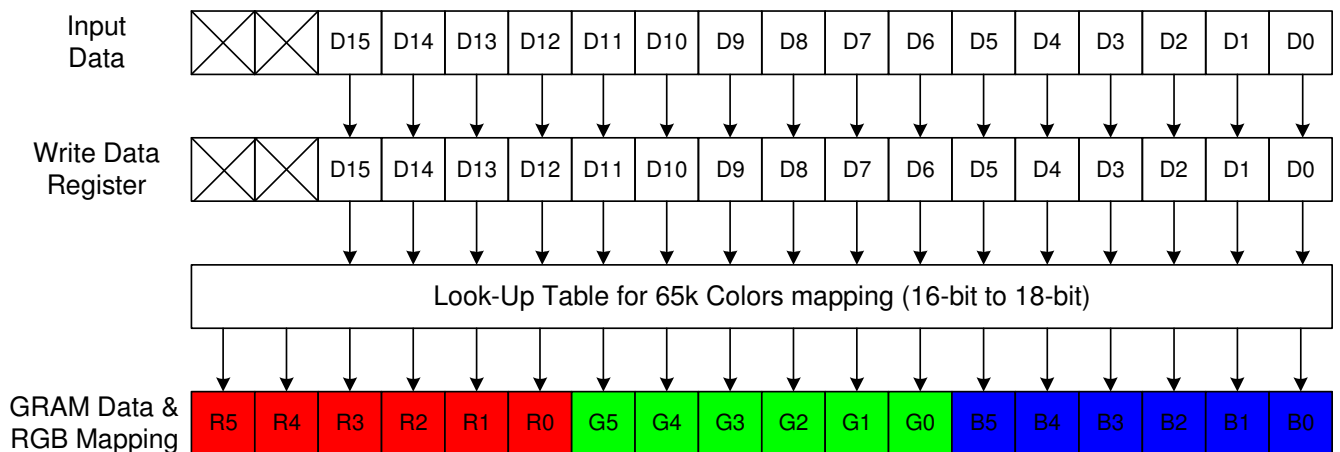 Input
Data
D15 D14 D13 D12 D11 D10 D9 D8 D7 D6 D5 D4 D3 D2 D1 D0
Write Data
Register
D15 D14 D13 D12 D11 D10 D9 D8 D7 D6 D5 D4 D3 D2 D1 D0
Look-Up Table for 65k Colors mapping (16-bit to 18-bit)
GRAM Data &
RGB Mapping
R5 R4 R3 R2 R1 R0 G5 G4 G3 G2 G1 G0 B5 B4 B3 B2 B1 B0